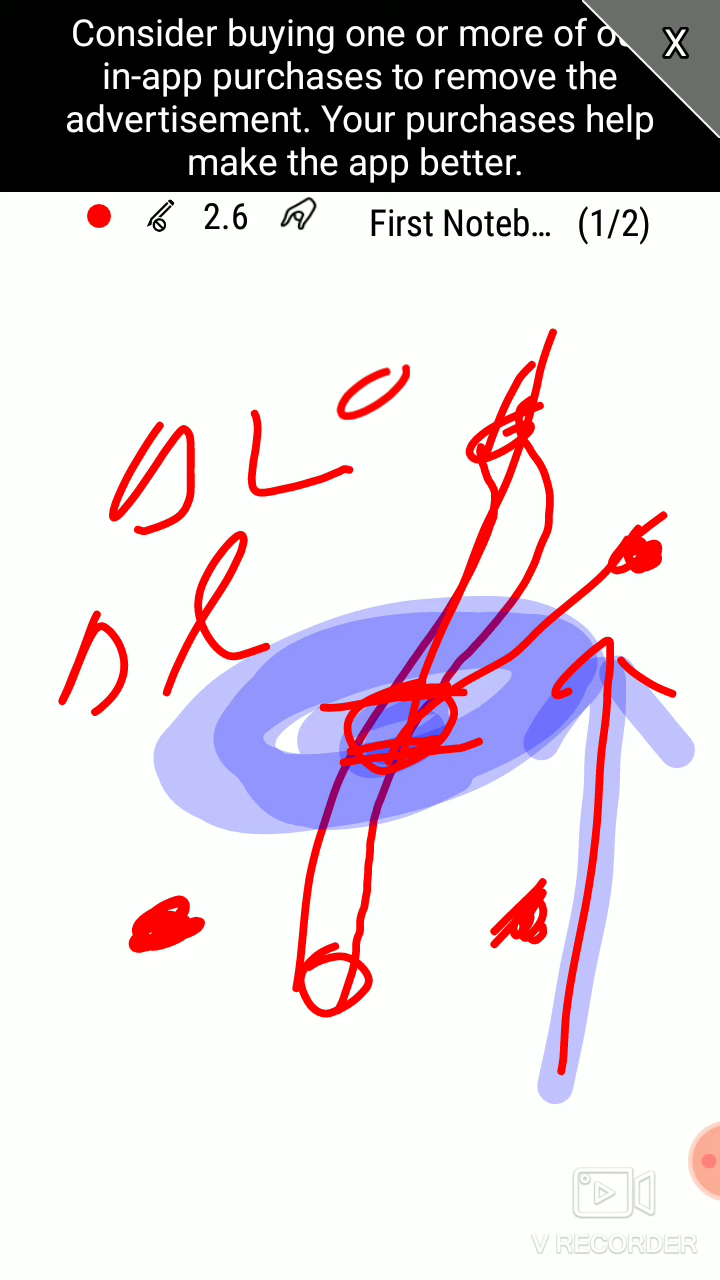 Consider buying one or more of
in-app purchases to remove the
advertisement. Your purchases help
make the app better.
X
2.6 First Noteb... (1/2)
V RECORDER